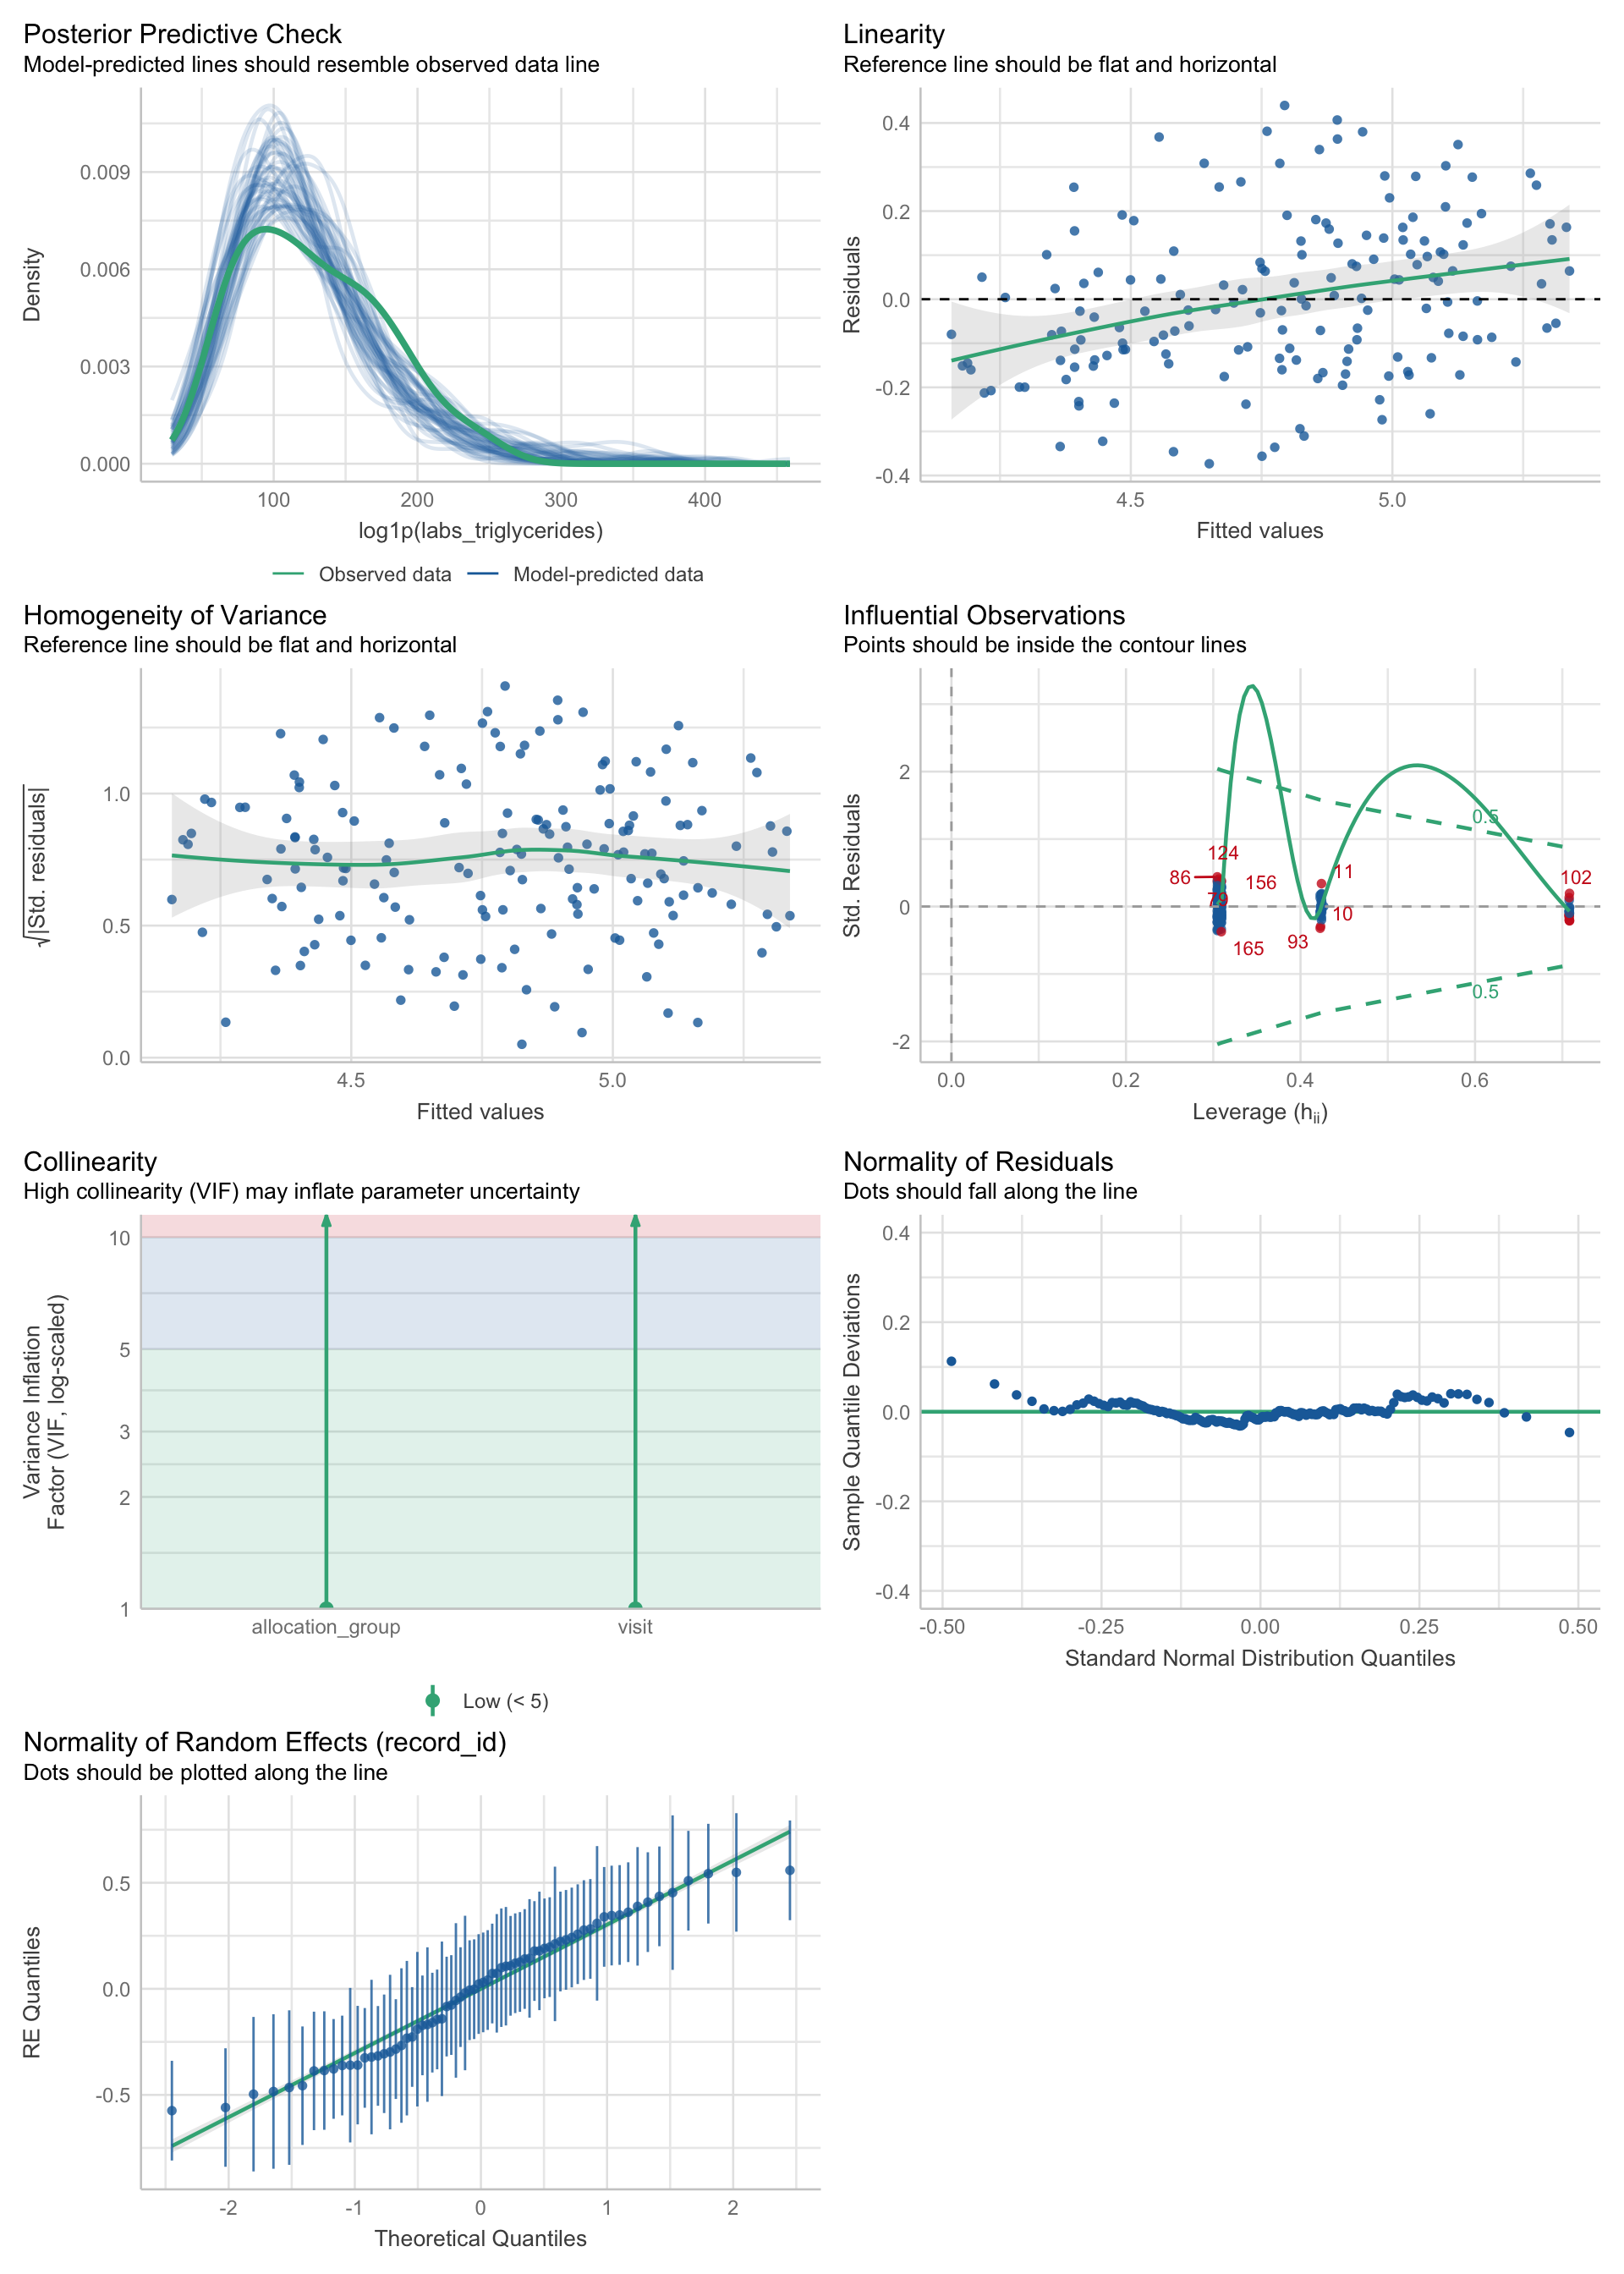 Posterior Predictive Check
Model-predicted lines should resemble observed data line
Density
0.009
0.006
0.003
0.000
100
200
300
400
log1p(labs_triglycerides)
Observed data
Model-predicted data
Linearity
Reference line should be flat and horizontal
Residuals
0.4
0.2
0.0
-0.2
-0.4
4.5
5.0
Fitted values
Homogeneity of Variance
Reference line should be flat and horizontal
√|Std. residuals|
1.0
0.5
0.0
4.5
5.0
Fitted values
Influential Observations
Points should be inside the contour lines
Std. Residuals
2
0
-2
0.5
0.5
124
86
156
79
165
11
10
93
102
0.0
0.2
0.4
0.6
Leverage (hᵢᵢ)
Collinearity
High collinearity (VIF) may inflate parameter uncertainty
Variance Inflation
Factor (VIF, log-scaled)
10
5
3
2
1
allocation_group
visit
Low (< 5)
Normality of Residuals
Dots should fall along the line
Sample Quantile Deviations
0.4
0.2
0.0
-0.2
-0.4
-0.50
-0.25
0.00
0.25
0.50
Standard Normal Distribution Quantiles
Normality of Random Effects (record_id)
Dots should be plotted along the line
RE Quantiles
0.5
0.0
-0.5
-2
-1
0
1
2
Theoretical Quantiles